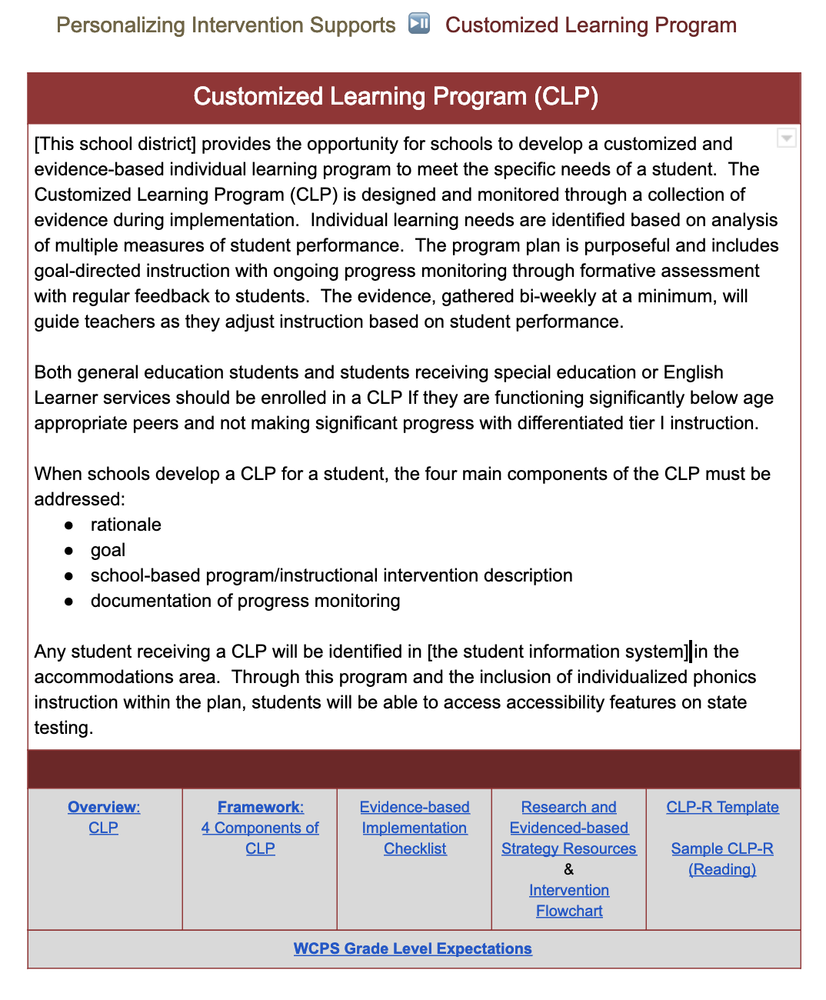 Personalizing Intervention Supports ⏯ Customized Learning Program
Customized Learning Program (CLP)
[This school district] provides the opportunity for schools to develop a customized and
evidence-based individual learning program to meet the specific needs of a student.  The
Customized Learning Program (CLP) is designed and monitored through a collection of
evidence during implementation.  Individual learning needs are identified based on analysis
of multiple measures of student performance.  The program plan is purposeful and includes
goal-directed instruction with ongoing progress monitoring through formative assessment
with regular feedback to students.  The evidence, gathered bi-weekly at a minimum, will
guide teachers as they adjust instruction based on student performance.
Both general education students and students receiving special education or English
Learner services should be enrolled in a CLP If they are functioning significantly below age
appropriate peers and not making significant progress with differentiated tier I instruction.
When schools develop a CLP for a student, the four main components of the CLP must be
addressed:
● rationale
● goal
● school-based program/instructional intervention description
● documentation of progress monitoring
Any student receiving a CLP will be identified in [the student information system] in the
accommodations area.  Through this program and the inclusion of individualized phonics
instruction within the plan, students will be able to access accessibility features on state
testing.
Overview:
CLP
Framework:
4 Components of
CLP
Evidence-based
Implementation
Checklist
Research and
Evidenced-based
Strategy Resources
&
Intervention
Flowchart
CLP-R Template
Sample CLP-R
(Reading)
WCPS Grade Level Expectations